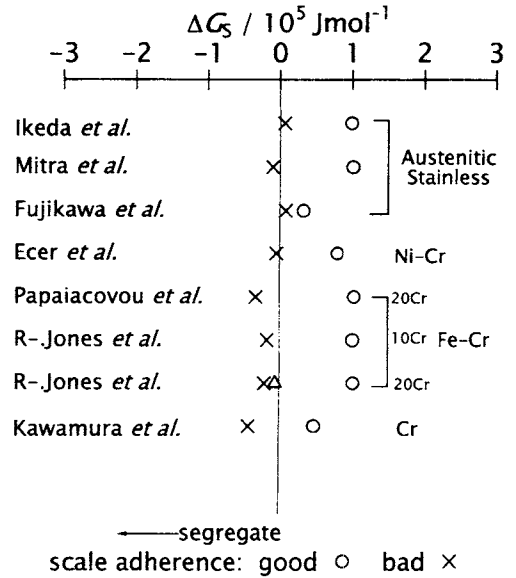 ΔGS / 10⁵ Jmol⁻¹
-3 -2 -1 0 1 2 3
Ikeda et al.
Mitra et al.
Austenitic
Stainless
Fujikawa et al.
Ecer et al. Ni-Cr
Papaiacovou et al. 20Cr
R-.Jones et al. 10Cr Fe-Cr
R-.Jones et al. 20Cr
Kawamura et al. Cr
segregate
scale adherence: good ○ bad ×